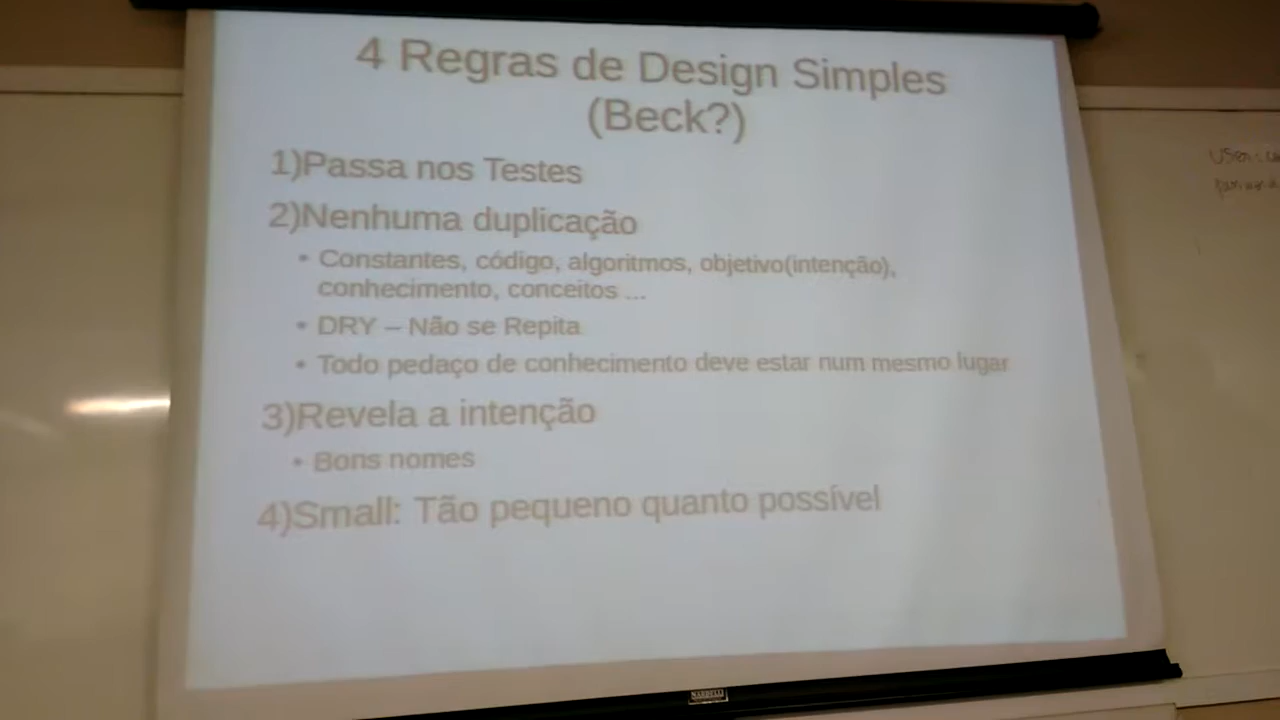 4 Regras de Design Simples
(Beck?)
1)Passa nos Testes
2)Nenhuma duplicação
• Constantes, código, algoritmos, objetivo(intenção),
conhecimento, conceitos ...
• DRY – Não se Repita
• Todo pedaço de conhecimento deve estar num mesmo lugar
3)Revela a intenção
• Bons nomes
4)Small: Tão pequeno quanto possível